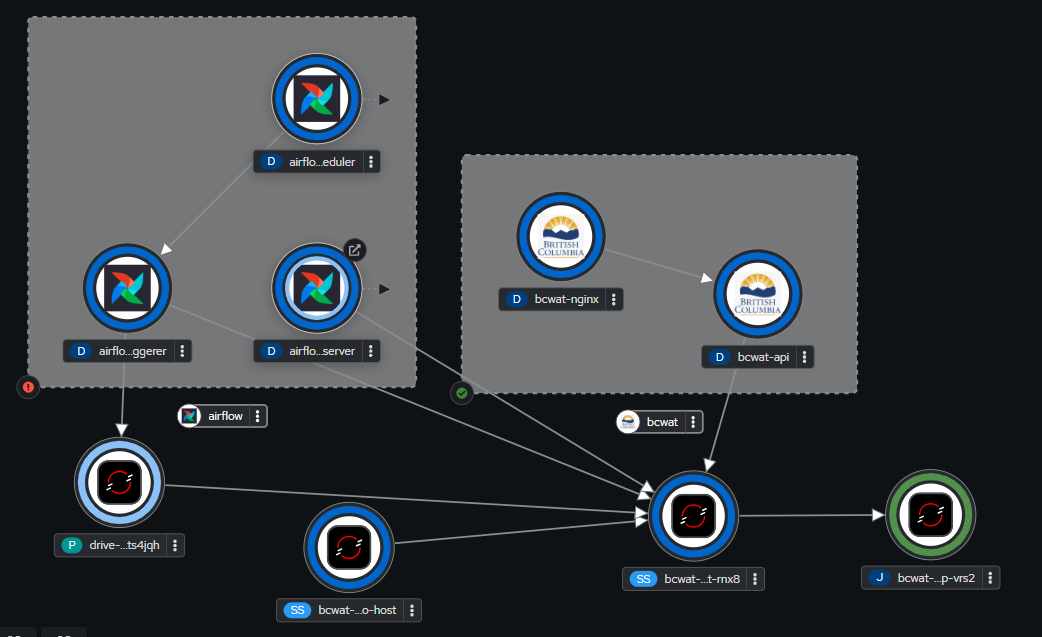 D airflo...eduler
BRITISH
COLUMBIA
D bcwat-nginx
BRITISH
COLUMBIA
D bcwat-api
D airflo...ggerer
D airflo...server
airflow
bcwat
P drive-...ts4jqh
SS bcwat-...o-host
SS bcwat-...t-rnx8
J bcwat-...p-vrs2